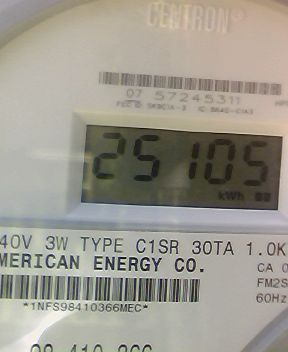 CENTRON®
07 57245311
25105
kWh
40V 3W TYPE C1SR 30TA 1.0K
MERICAN ENERGY CO.
CA 0
FM2S
60Hz
*1NFS98410366MEC*